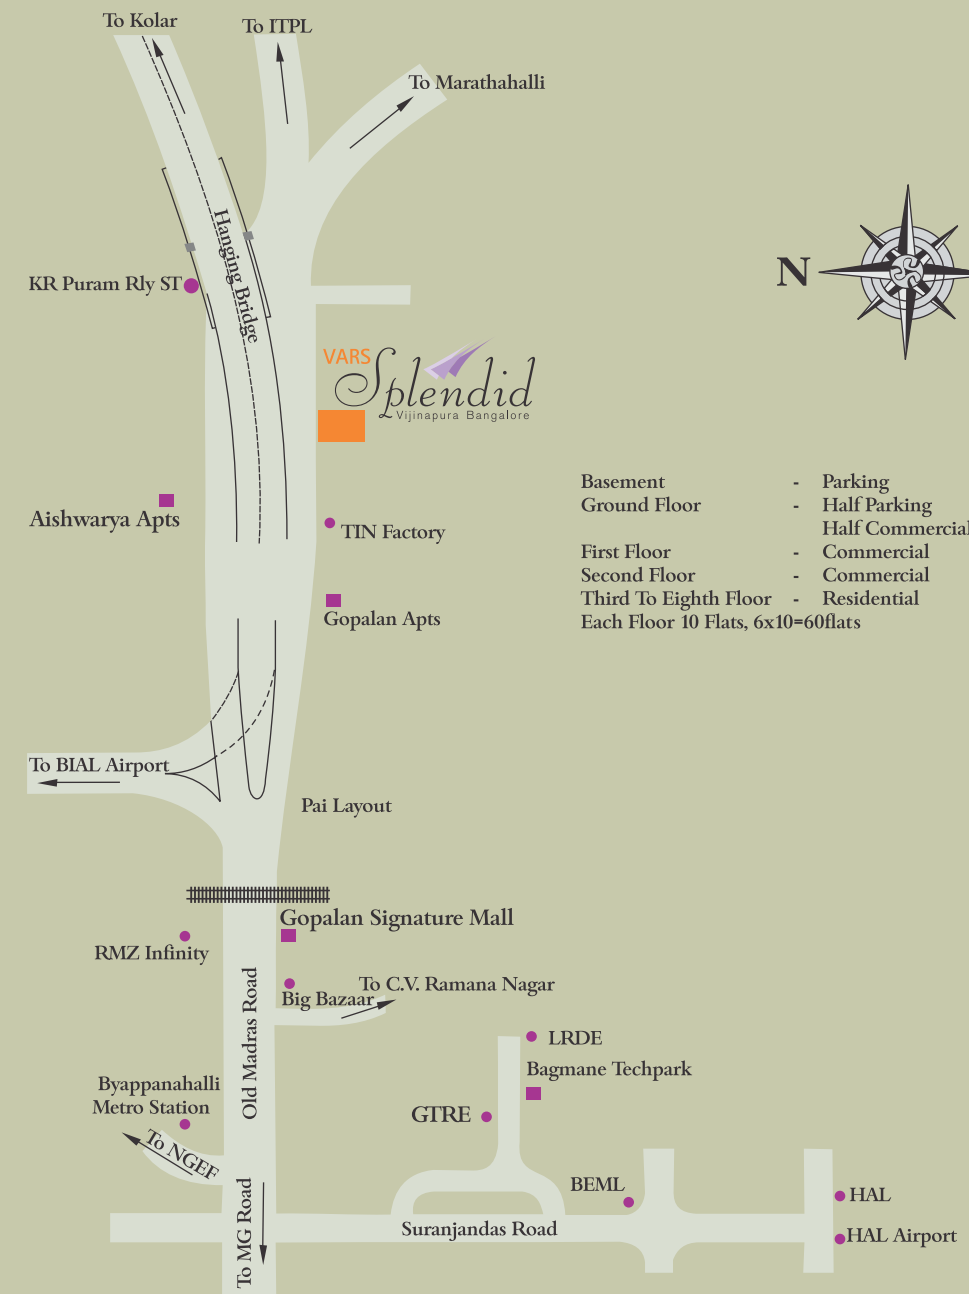 To Kolar
To ITPL
To Marathahalli
Hanging Bridge
N
KR Puram Rly ST
VARS
Splendid
Vijinapura Bangalore
Basement - Parking
Ground Floor - Half Parking
Half Commercial
First Floor - Commercial
Second Floor - Commercial
Third To Eighth Floor - Residential
Each Floor 10 Flats, 6x10=60flats
Aishwarya Apts
TIN Factory
Gopalan Apts
To BIAL Airport
Pai Layout
Gopalan Signature Mall
RMZ Infinity
Big Bazaar
To C.V. Ramana Nagar
Old Madras Road
LRDE
Bagmane Techpark
Byappanahalli
Metro Station
GTRE
To NGEF
To MG Road
BEML
HAL
Suranjandas Road
HAL Airport